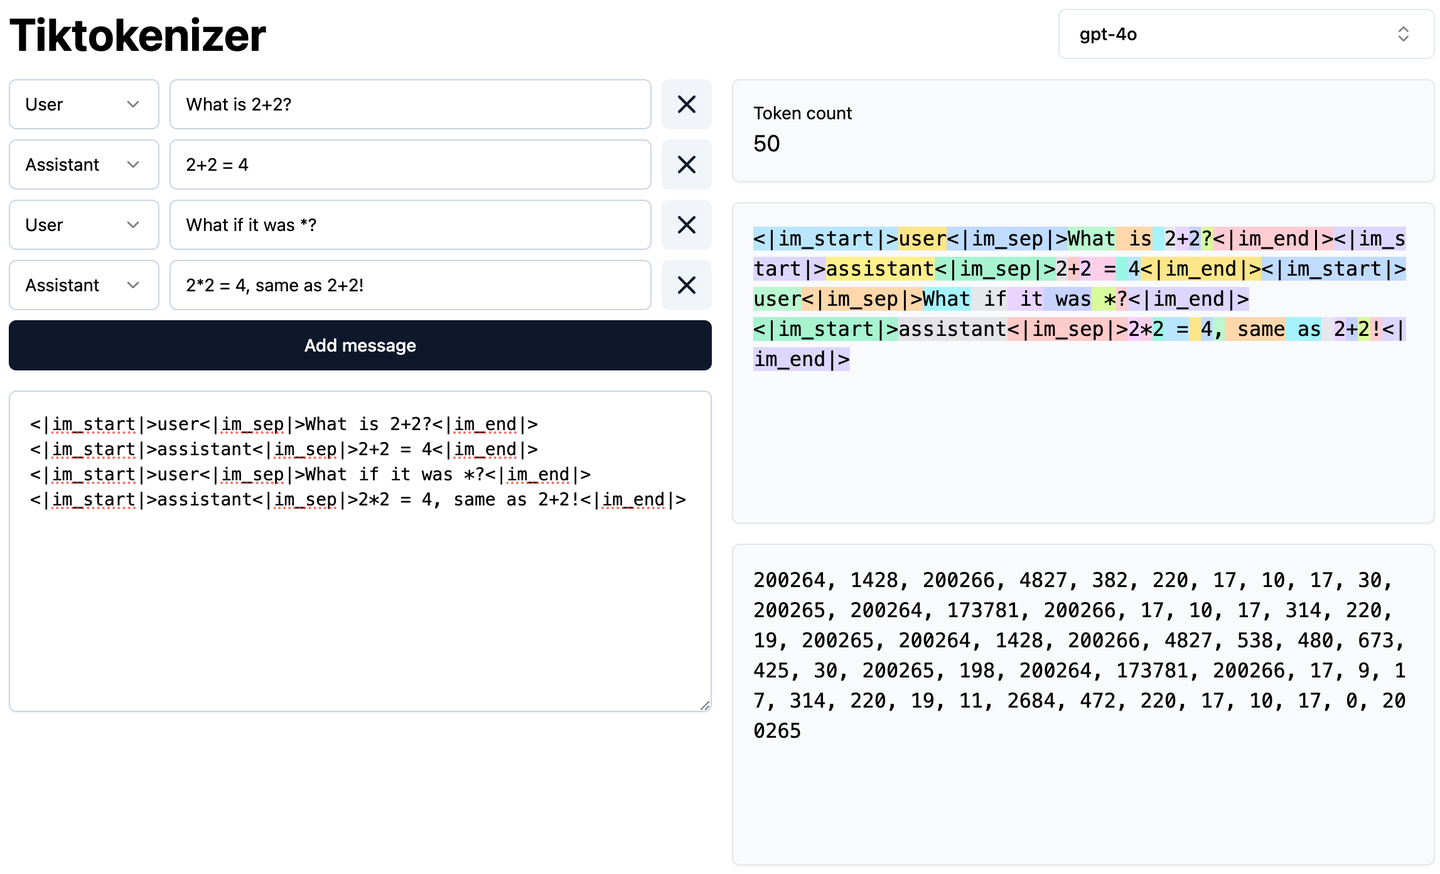 Tiktokenizer
gpt-4o
User
What is 2+2?
Assistant
2+2 = 4
User
What if it was *?
Assistant
2*2 = 4, same as 2+2!
Add message
<|im_start|>user<|im_sep|>What is 2+2?<|im_end|>
<|im_start|>assistant<|im_sep|>2+2 = 4<|im_end|>
<|im_start|>user<|im_sep|>What if it was *?<|im_end|>
<|im_start|>assistant<|im_sep|>2*2 = 4, same as 2+2!<|im_end|>
Token count
50
<|im_start|>user<|im_sep|>What is 2+2?<|im_end|><|im_s
tart|>assistant<|im_sep|>2+2 = 4<|im_end|><|im_start|>
user<|im_sep|>What if it was *?<|im_end|>
<|im_start|>assistant<|im_sep|>2*2 = 4, same as 2+2!<|
im_end|>
200264, 1428, 200266, 4827, 382, 220, 17, 10, 17, 30,
200265, 200264, 173781, 200266, 17, 10, 17, 314, 220,
19, 200265, 200264, 1428, 200266, 4827, 538, 480, 673,
425, 30, 200265, 198, 200264, 173781, 200266, 17, 9, 1
7, 314, 220, 19, 11, 2684, 472, 220, 17, 10, 17, 0, 20
0265